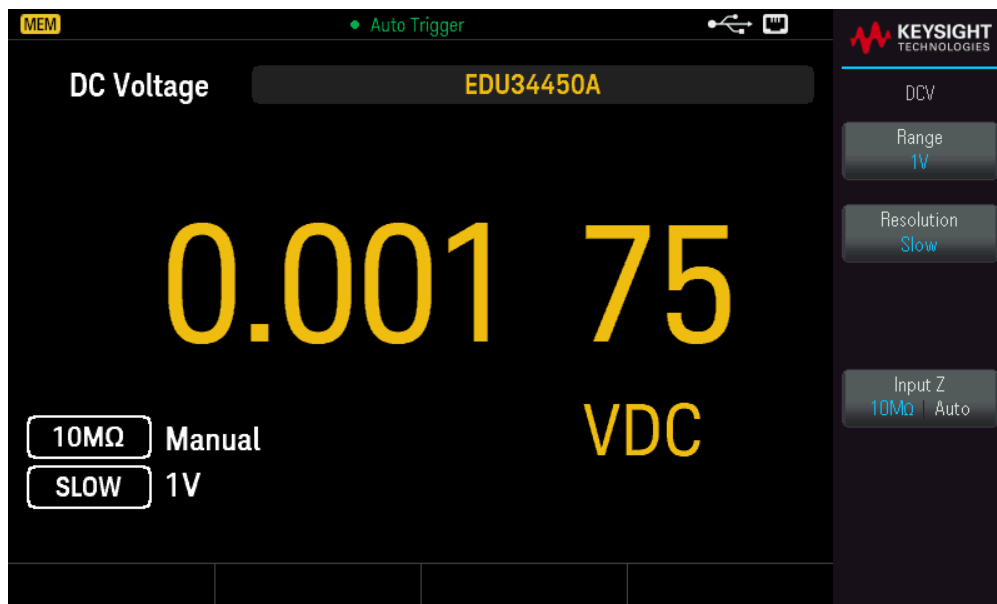 MEM
Auto Trigger
KEYSIGHT
TECHNOLOGIES
DC Voltage
EDU34450A
DCV
Range
1V
0.001 75
Resolution
Slow
VDC
Input Z
10MΩ | Auto
10MΩ Manual
SLOW 1V